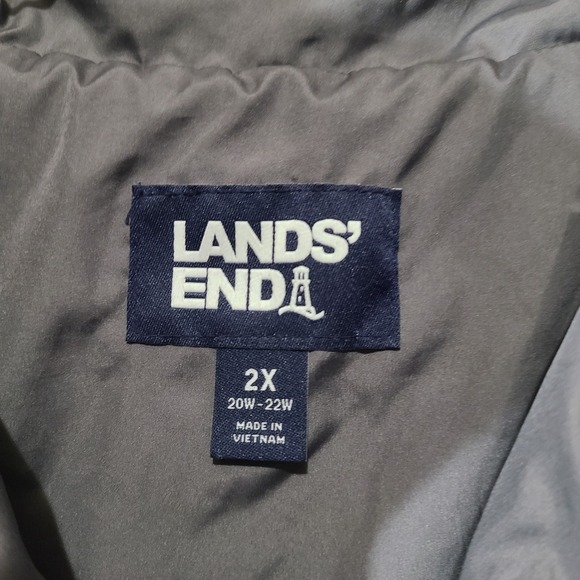 LANDS'
END
2X
20W-22W
MADE IN
VIETNAM